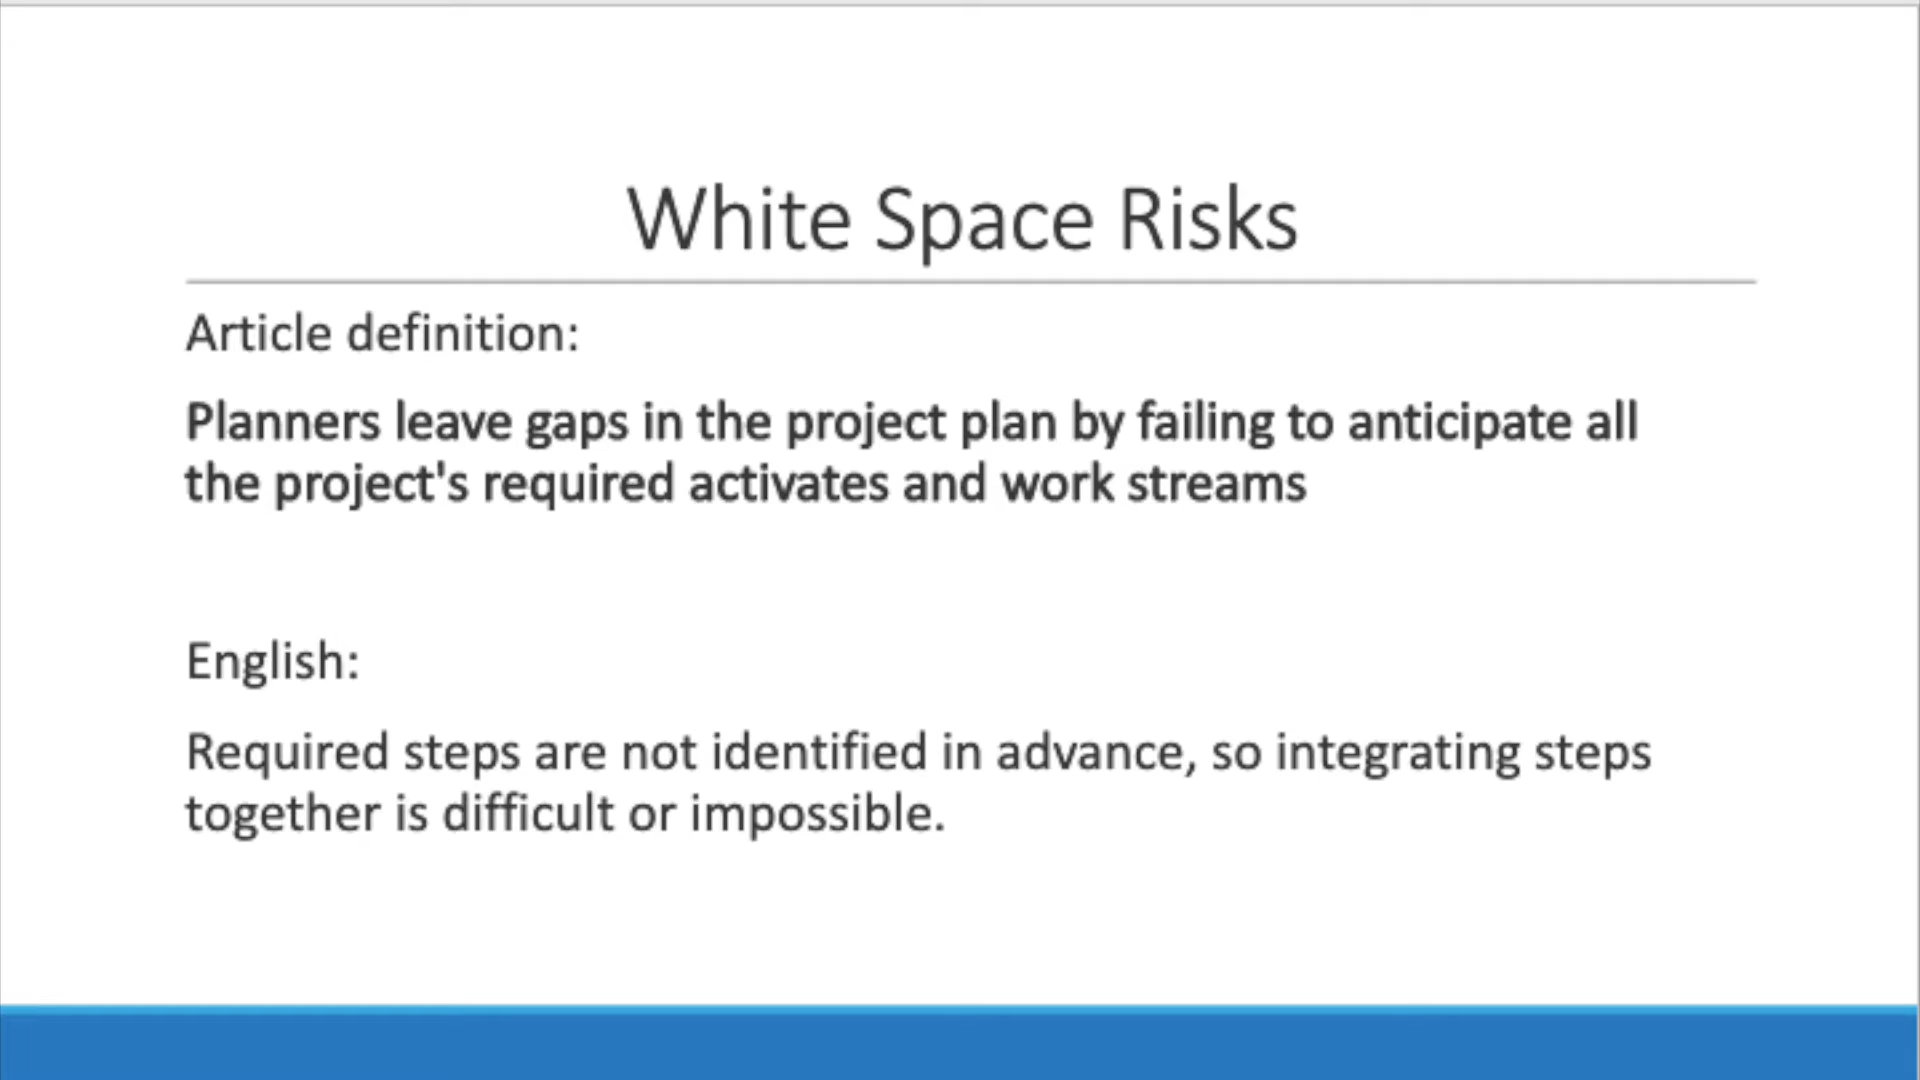 White Space Risks
Article definition:
Planners leave gaps in the project plan by failing to anticipate all
the project's required activates and work streams
English:
Required steps are not identified in advance, so integrating steps
together is difficult or impossible.